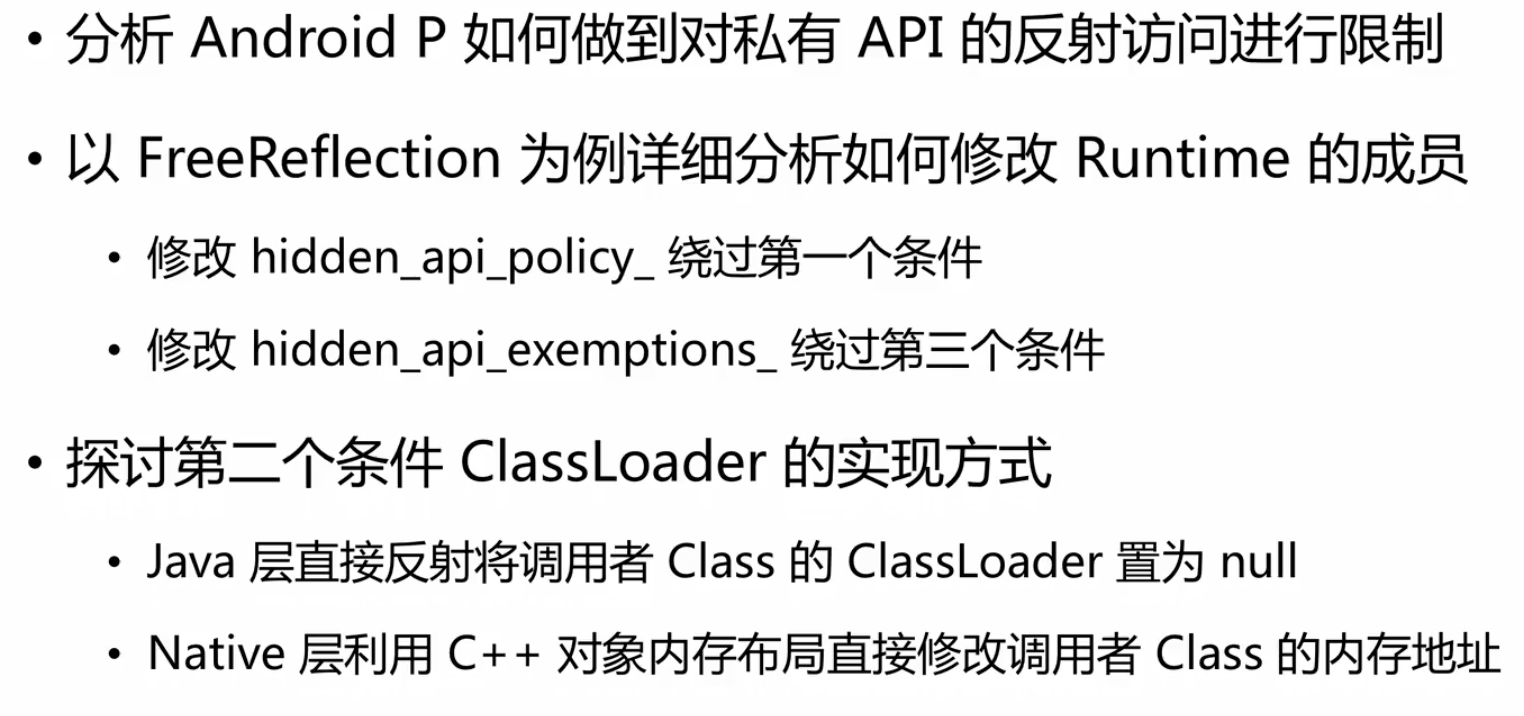 • 分析 Android P 如何做到对私有 API 的反射访问进行限制
• 以 FreeReflection 为例详细分析如何修改 Runtime 的成员
• 修改 hidden_api_policy_ 绕过第一个条件
• 修改 hidden_api_exemptions_ 绕过第三个条件
• 探讨第二个条件 ClassLoader 的实现方式
• Java 层直接反射将调用者 Class 的 ClassLoader 置为 null
• Native 层利用 C++ 对象内存布局直接修改调用者 Class 的内存地址